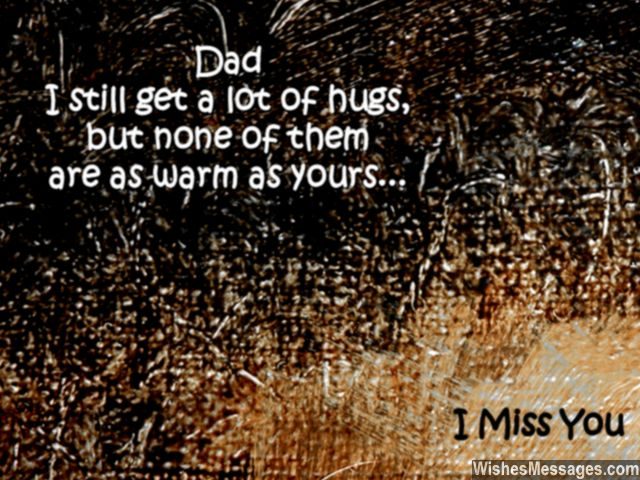 Dad
I still get a lot of hugs,
but none of them
are as warm as yours...
I Miss You
WishesMessages.com